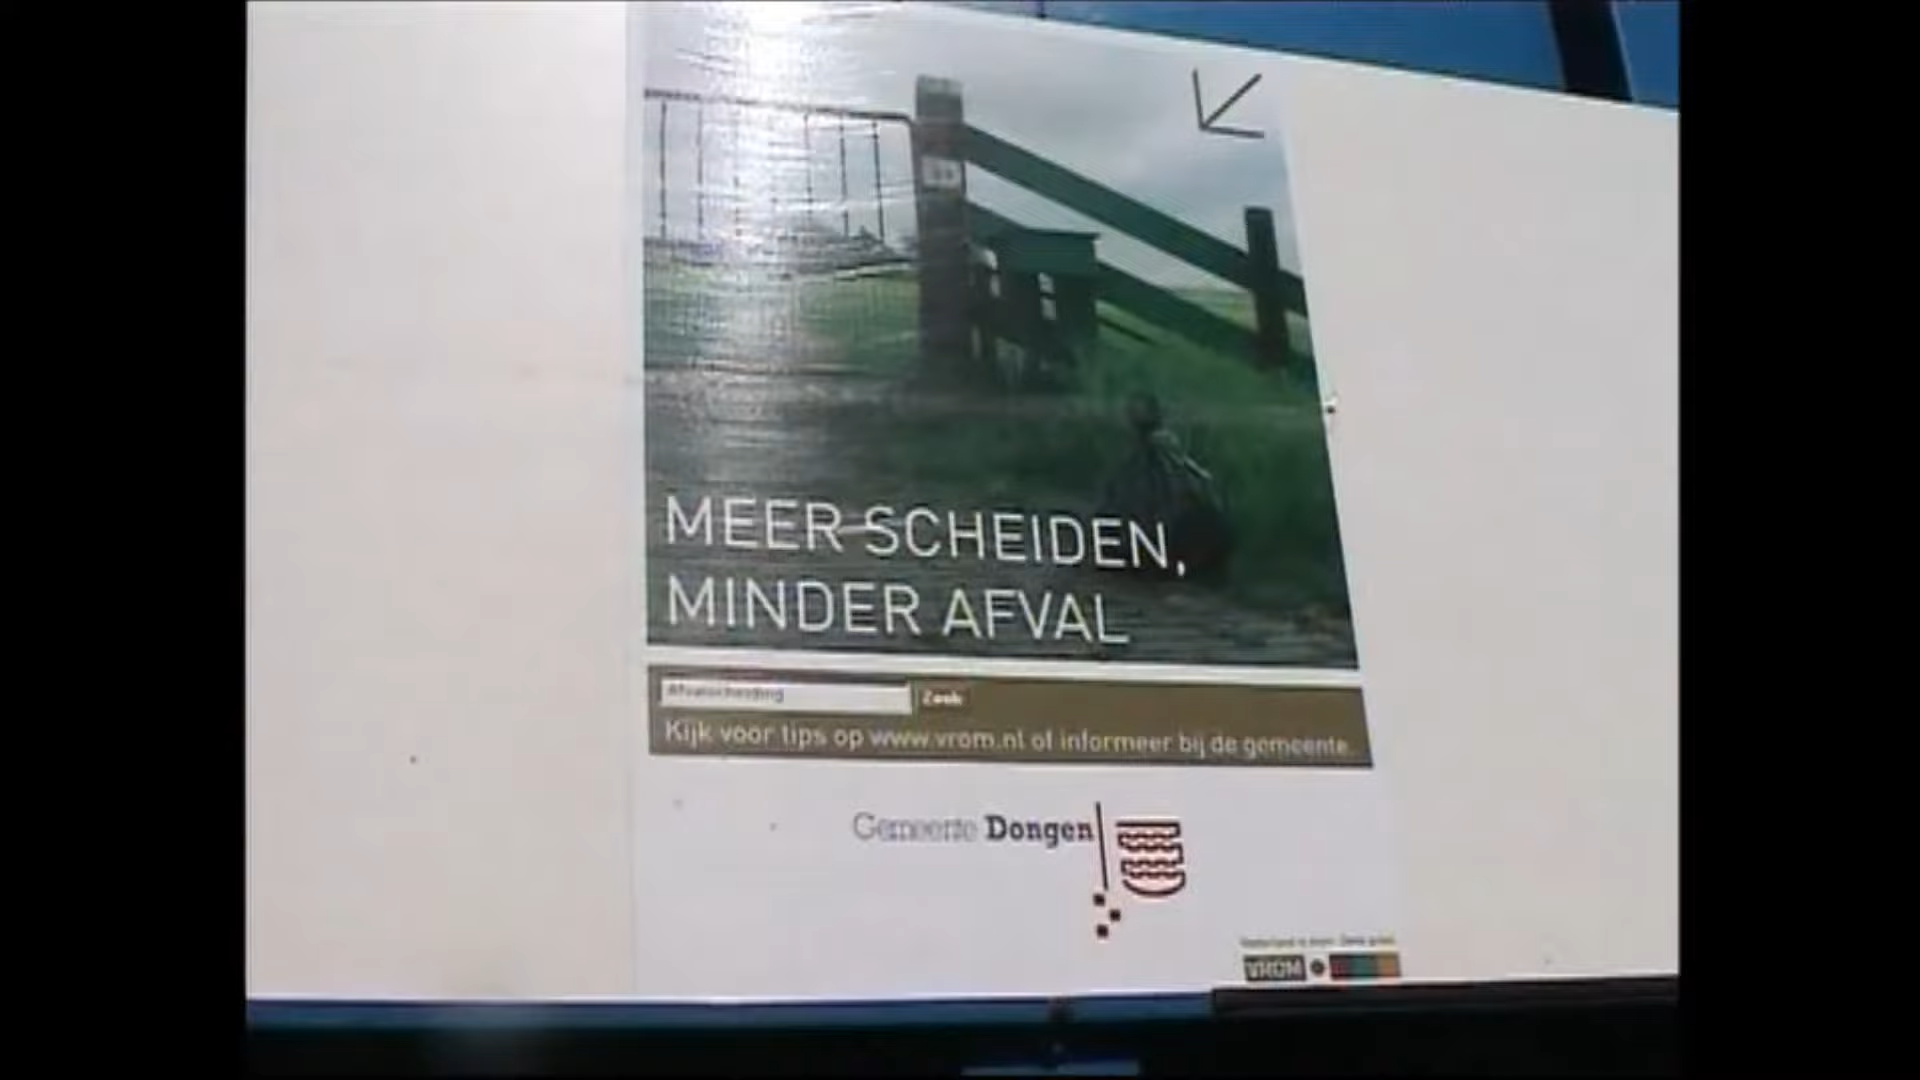 MEER SCHEIDEN,
MINDER AFVAL
Afvalscheiding Zoek
Kijk voor tips op www.vrom.nl of informeer bij de gemeente.
Gemeente Dongen
VROM